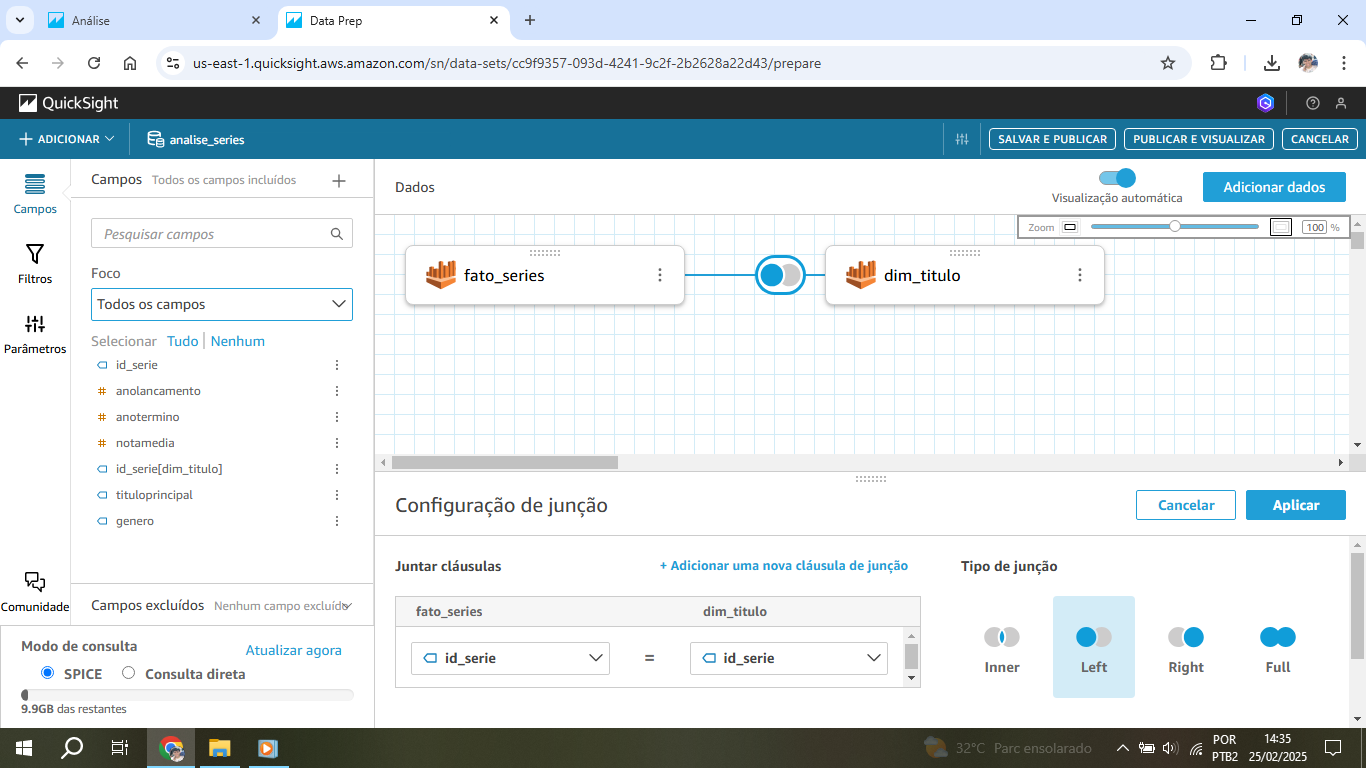 Análise
Data Prep
us-east-1.quicksight.aws.amazon.com/sn/data-sets/cc9f9357-093d-4241-9c2f-2b2628a22d43/prepare
QuickSight
ADICIONAR
analise_series
SALVAR E PUBLICAR
PUBLICAR E VISUALIZAR
CANCELAR
Campos
Filtros
Parâmetros
Comunidade
Campos Todos os campos incluídos
Pesquisar campos
Foco
Todos os campos
Selecionar Tudo Nenhum
id_serie
anolancamento
anotermino
notamedia
id_serie[dim_titulo]
tituloprincipal
genero
Campos excluídos Nenhum campo excluído
Modo de consulta Atualizar agora
SPICE Consulta direta
9.9GB das restantes
Dados
Visualização automática
Adicionar dados
Zoom 100 %
fato_series
dim_titulo
Configuração de junção
Cancelar
Aplicar
Juntar cláusulas
+ Adicionar uma nova cláusula de junção
fato_series dim_titulo
id_serie = id_serie
Tipo de junção
Inner Left Right Full
32°C Parc ensolarado
POR
PTB2
14:35
25/02/2025